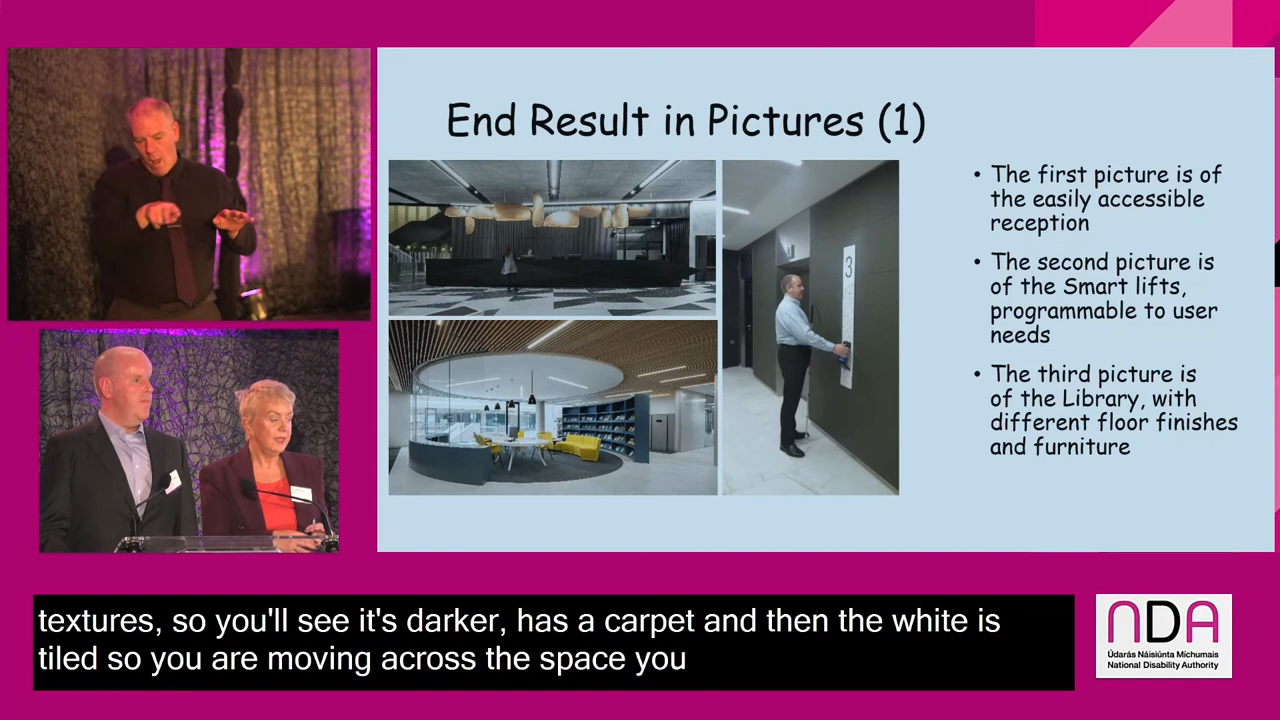 End Result in Pictures (1)
3
• The first picture is of
the easily accessible
reception
• The second picture is
of the Smart lifts,
programmable to user
needs
• The third picture is
of the Library, with
different floor finishes
and furniture
textures, so you'll see it's darker, has a carpet and then the white is
tiled so you are moving across the space you
NDA
Údarás Náisiúnta Míchumais
National Disability Authority